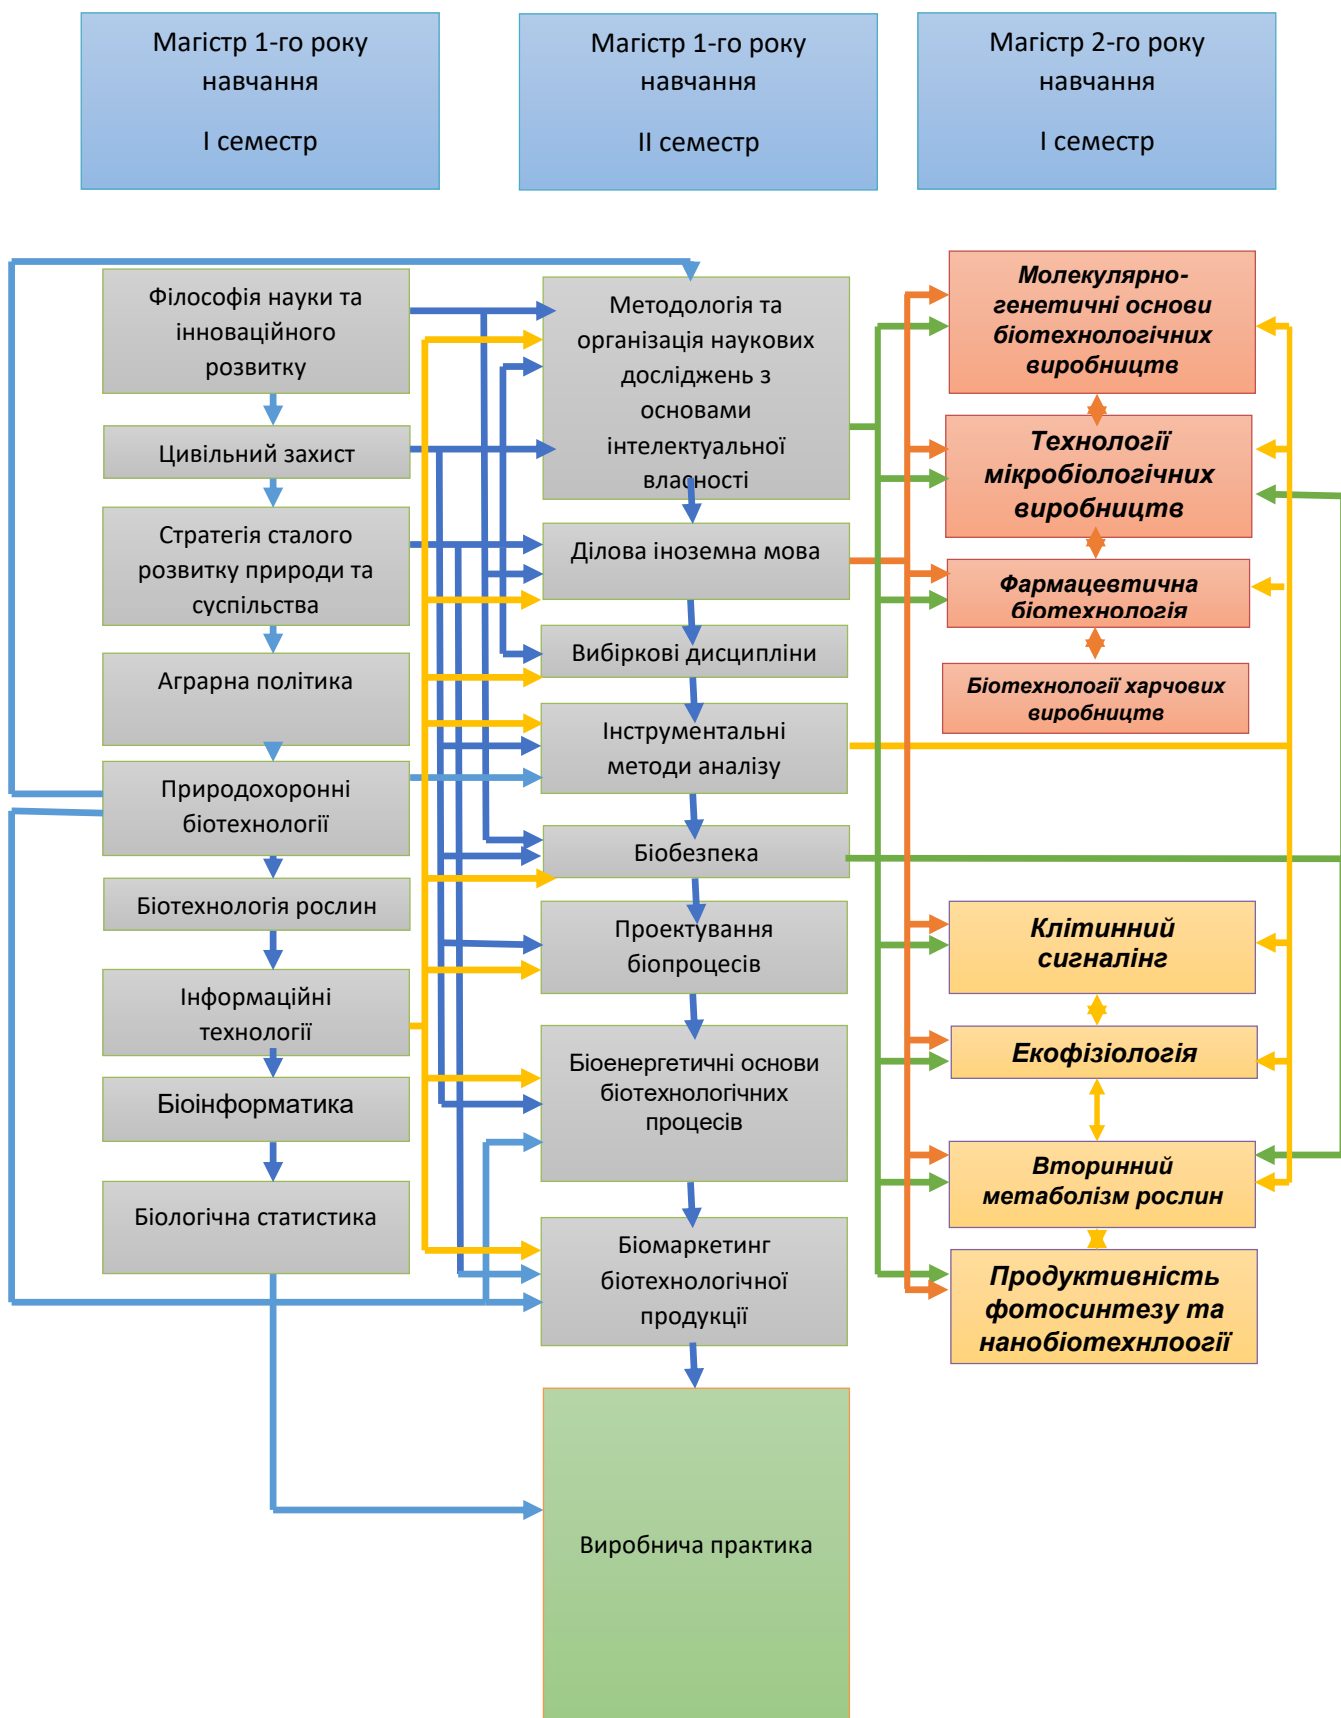 Магістр 1-го року
навчання
І семестр
Магістр 1-го року
навчання
ІІ семестр
Магістр 2-го року
навчання
І семестр
Філософія науки та
інноваційного
розвитку
Цивільний захист
Стратегія сталого
розвитку природи та
суспільства
Аграрна політика
Природохоронні
біотехнології
Біотехнологія рослин
Інформаційні
технології
Біоінформатика
Біологічна статистика
Методологія та
організація наукових
досліджень з
основами
інтелектуальної
власності
Ділова іноземна мова
Вибіркові дисципліни
Інструментальні
методи аналізу
Біобезпека
Проектування
біопроцесів
Біоенергетичні основи
біотехнологічних
процесів
Біомаркетинг
біотехнологічної
продукції
Виробнича практика
Молекулярно-
генетичні основи
біотехнологічних
виробництв
Технології
мікробіологічних
виробництв
Фармацевтична
біотехнологія
Біотехнології харчових
виробництв
Клітинний
сигналінг
Екофізіологія
Вторинний
метаболізм рослин
Продуктивність
фотосинтезу та
нанобіотехнлоогії